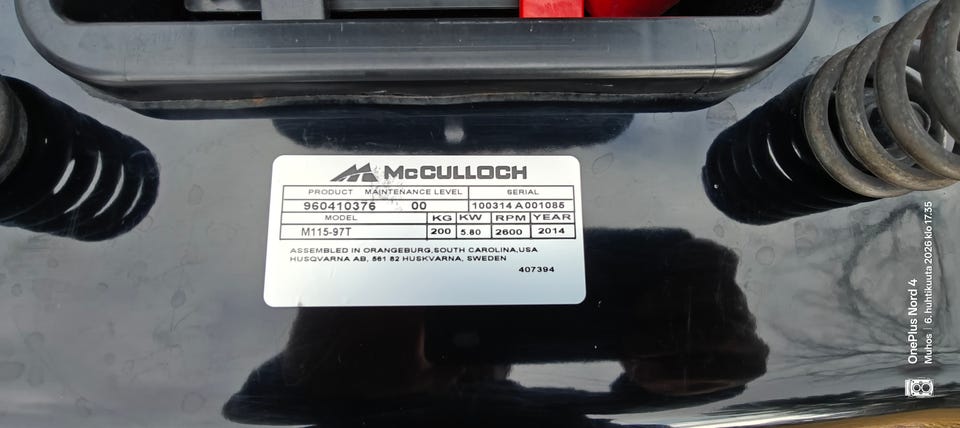 McCULLOCH
PRODUCT MAINTENANCE LEVEL SERIAL
960410376 00 100314 A 001085
MODEL KG KW RPM YEAR
M115-97T 200 5.80 2600 2014
ASSEMBLED IN ORANGEBURG,SOUTH CAROLINA,USA
HUSQVARNA AB, 561 82 HUSKVARNA, SWEDEN
407394
OnePlus Nord 4
Muhos | 6. huhtikuuta 2026 klo 17.35